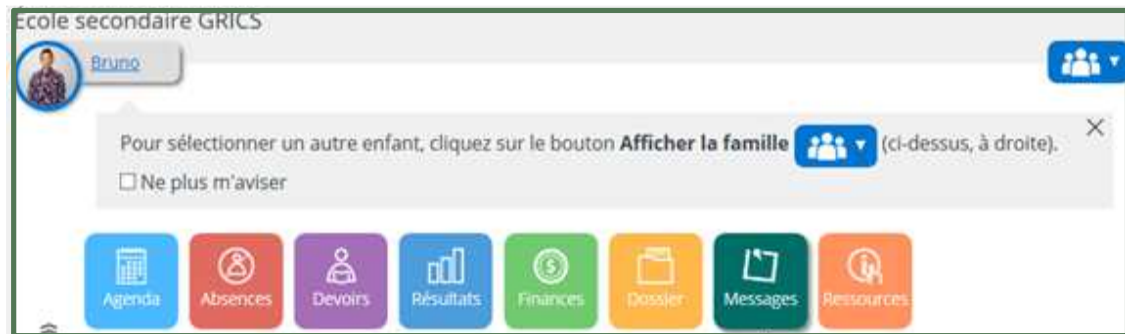 École secondaire GRICS
Bruno
Pour sélectionner un autre enfant, cliquez sur le bouton Afficher la famille (ci-dessus, à droite).
Ne plus m'aviser
Agenda Absences Devoirs Résultats Finances Dossier Messages Ressources